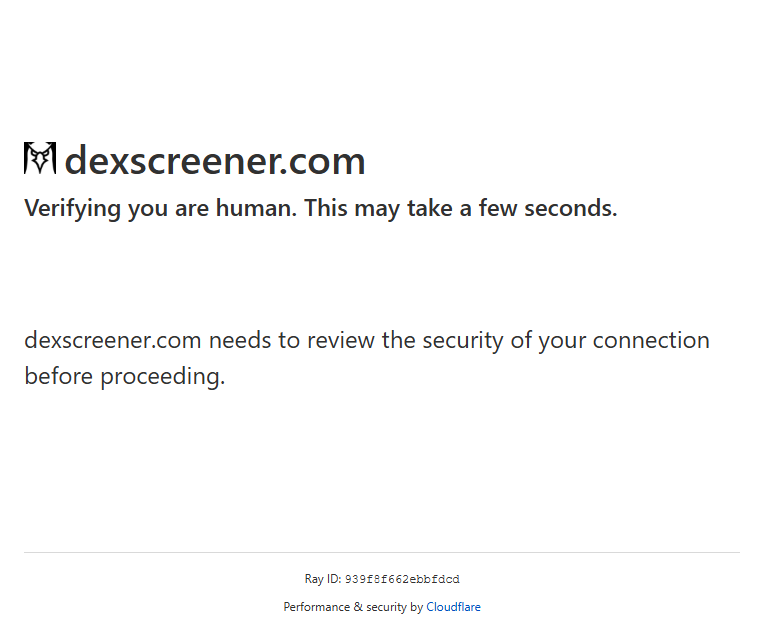 dexscreener.com
Verifying you are human. This may take a few seconds.
dexscreener.com needs to review the security of your connection
before proceeding.
Ray ID: 939f8f662ebbfdcd
Performance & security by Cloudflare